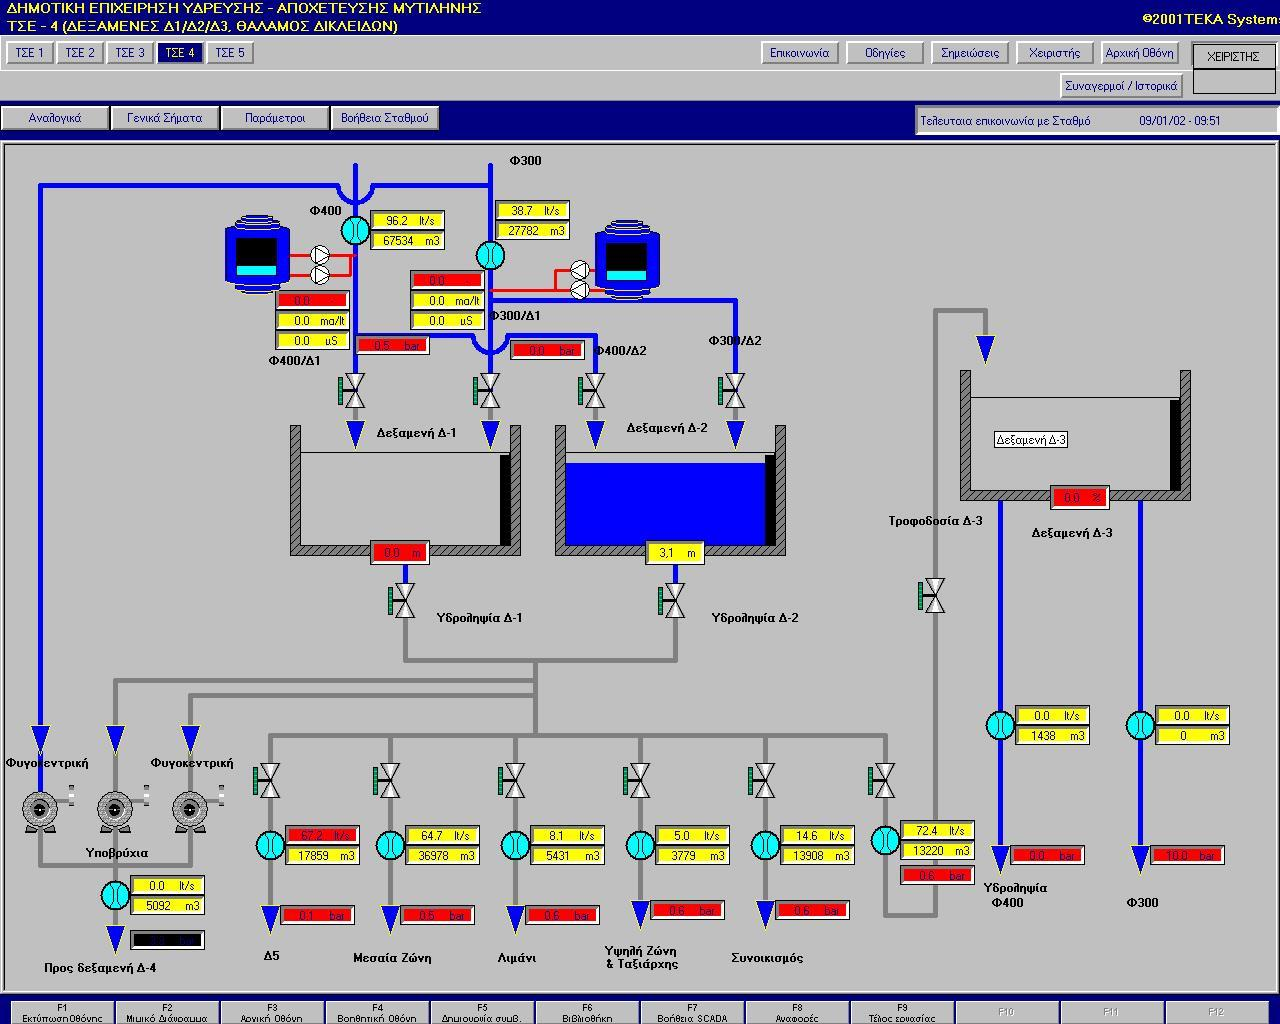 ΔΗΜΟΤΙΚΗ ΕΠΙΧΕΙΡΗΣΗ ΥΔΡΕΥΣΗΣ - ΑΠΟΧΕΤΕΥΣΗΣ ΜΥΤΙΛΗΝΗΣ
ΤΣΕ - 4 (ΔΕΞΑΜΕΝΕΣ Δ1/Δ2/Δ3, ΘΑΛΑΜΟΣ ΔΙΚΛΕΙΔΩΝ)
©2001TEKA Systems
ΤΣΕ 1 ΤΣΕ 2 ΤΣΕ 3 ΤΣΕ 4 ΤΣΕ 5 Επικοινωνία Οδηγίες Σημειώσεις Χειριστής Αρχική Οθόνη ΧΕΙΡΙΣΤΗΣ
Συναγερμοί / Ιστορικά
Αναλογικά Γενικά Σήματα Παράμετροι Βοήθεια Σταθμού Τελευταια επικοινωνία με Σταθμό 09/01/02 - 09:51
Φ300
Φ400 96.2 lt/s 38.7 lt/s
67534 m3 27782 m3
0.0 0.0
0.0 mg/lt 0.0 mg/lt
0.0 uS 0.0 uS Φ300/Δ1
Φ400/Δ1 0.5 bar 0.0 bar Φ400/Δ2 Φ300/Δ2
Δεξαμενή Δ-1 Δεξαμενή Δ-2 Δεξαμενή Δ-3
0.0 % 
Τροφοδοσία Δ-3 Δεξαμενή Δ-3
0.0 m 3,1 m
Υδροληψία Δ-1 Υδροληψία Δ-2
0.0 lt/s 0.0 lt/s
1438 m3 0 m3
Φυγοκεντρική Φυγοκεντρική
Υποβρύχια
67.2 lt/s 64.7 lt/s 8.1 lt/s 5.0 lt/s 14.6 lt/s 72.4 lt/s
17859 m3 36978 m3 5431 m3 3779 m3 13908 m3 13220 m3
0.6 bar 0.0 bar 10.0 bar
0.0 lt/s
5092 m3
0.1 bar 0.5 bar 0.6 bar 0.6 bar 0.6 bar
Υδροληψία
Φ400 Φ300
Δ5 Μεσαία Ζώνη Λιμάνι Υψηλή Ζώνη
& Ταξιάρχης Συνοικισμός
Προς δεξαμενή Δ-4
F1 F2 F3 F4 F5 F6 F7 F8 F9 F10 F11 F12
Εκτύπωση Οθόνης Μιμικό Διάγραμμα Αρχική Οθόνη Βοηθητική Οθόνη Δημιουργία συμβ. Βιβλιοθήκη Βοήθεια SCADA Αναφορές Τέλος εργασίας